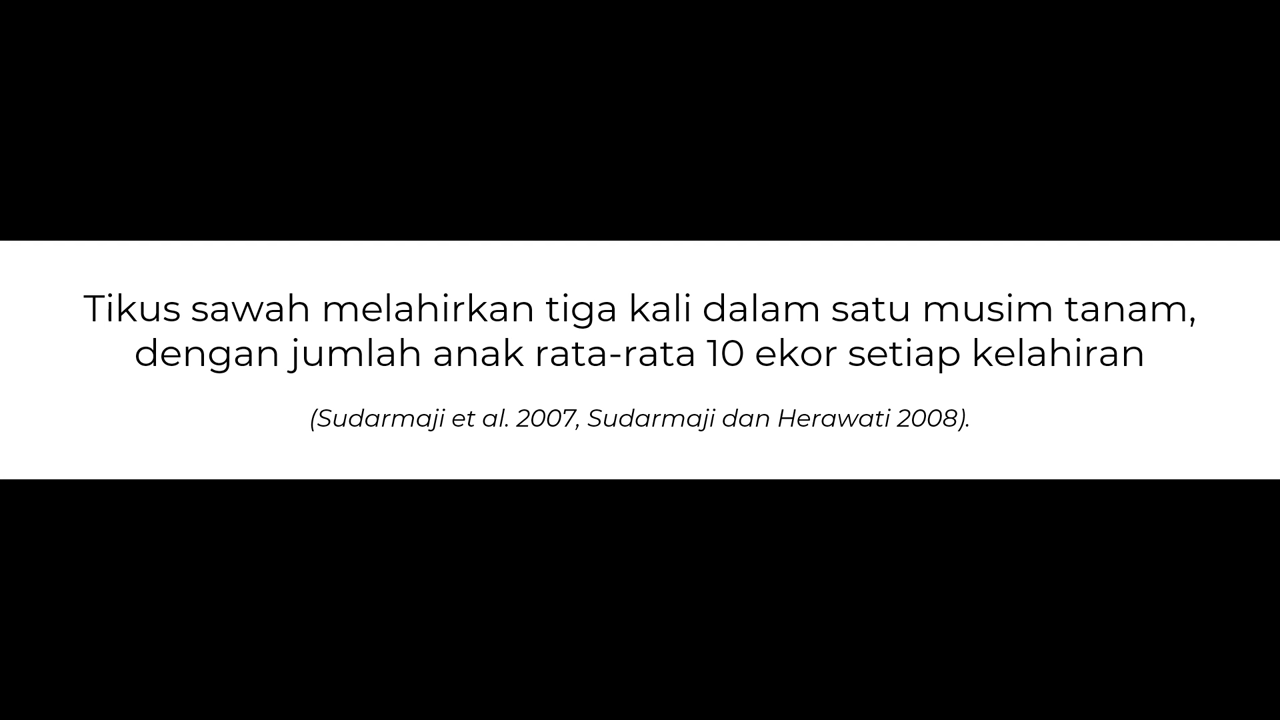 Tikus sawah melahirkan tiga kali dalam satu musim tanam,
dengan jumlah anak rata-rata 10 ekor setiap kelahiran
(Sudarmaji et al. 2007, Sudarmaji dan Herawati 2008).